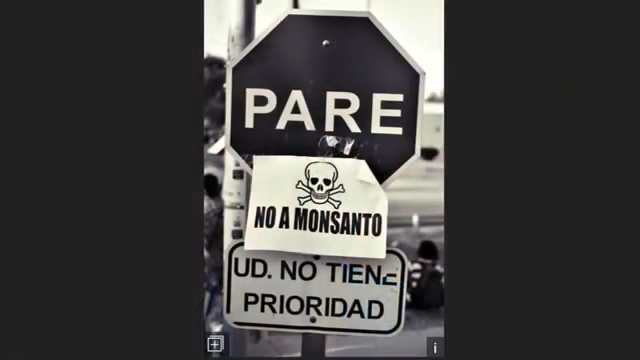 PARE
NO A MONSANTO
UD. NO TIENE
PRIORIDAD